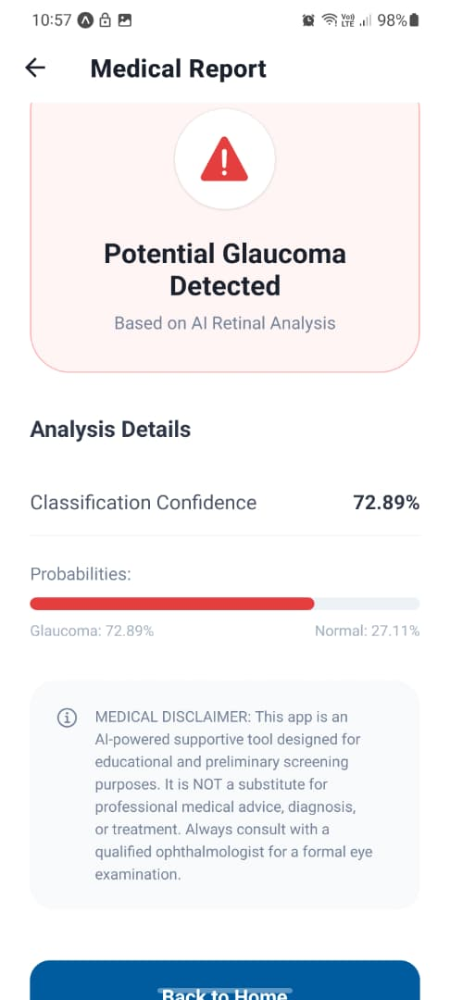 10:57
Vo))
LTE
98%
Medical Report
Potential Glaucoma
Detected
Based on AI Retinal Analysis
Analysis Details
Classification Confidence 72.89%
Probabilities:
Glaucoma: 72.89% Normal: 27.11%
MEDICAL DISCLAIMER: This app is an
AI-powered supportive tool designed for
educational and preliminary screening
purposes. It is NOT a substitute for
professional medical advice, diagnosis,
or treatment. Always consult with a
qualified ophthalmologist for a formal eye
examination.
Back to Home